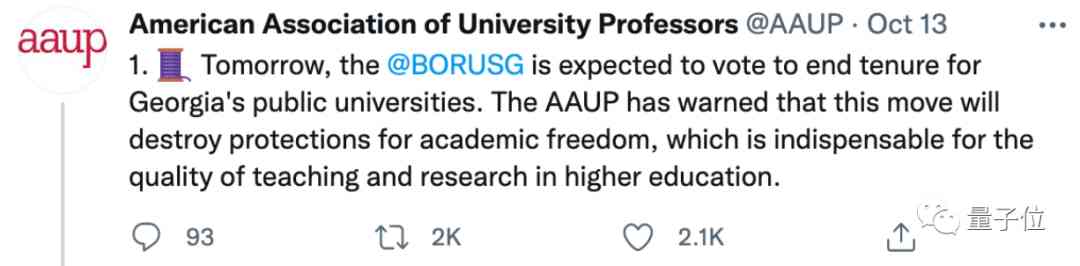 aaup
American Association of University Professors @AAUP · Oct 13
1. 🧵 Tomorrow, the @BORUSG is expected to vote to end tenure for
Georgia's public universities. The AAUP has warned that this move will
destroy protections for academic freedom, which is indispensable for the
quality of teaching and research in higher education.
93 2K 2.1K
量子位